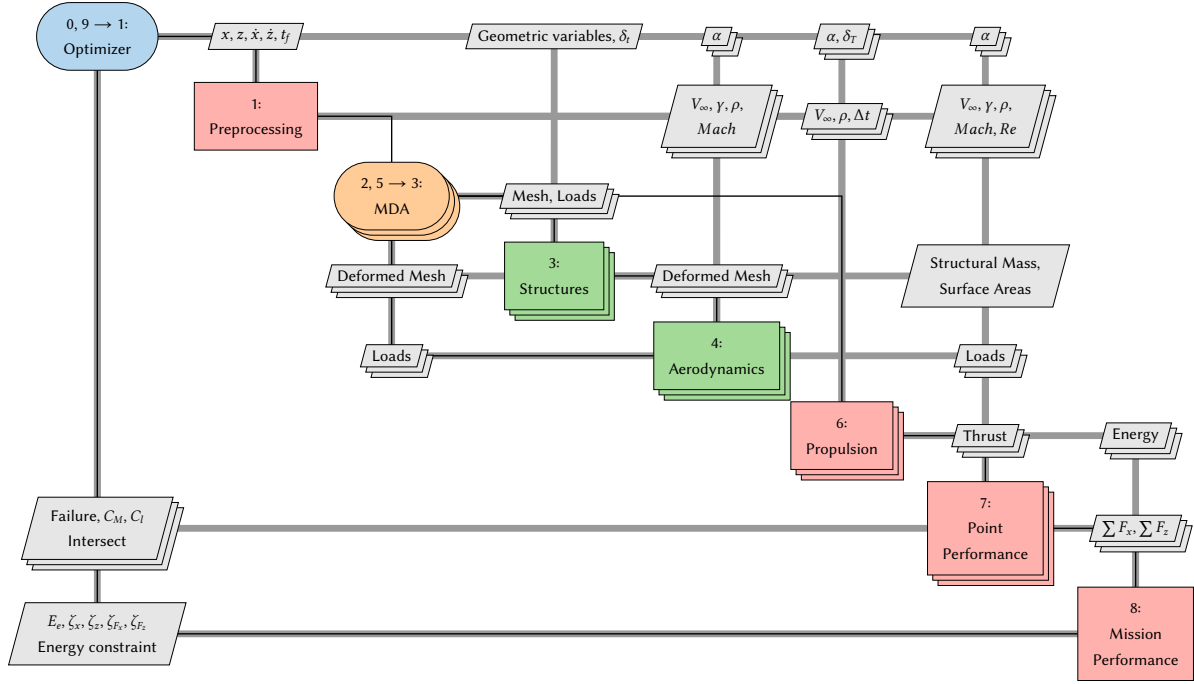 0, 9 → 1:
Optimizer
x, z, ẋ, ż, t_f
Geometric variables, δ_t
α
α, δ_T
α
1:
Preprocessing
V_∞, γ, ρ,
Mach
V_∞, ρ, Δt
V_∞, γ, ρ,
Mach, Re
2, 5 → 3:
MDA
Mesh, Loads
Deformed Mesh
3:
Structures
Deformed Mesh
Structural Mass,
Surface Areas
Loads
4:
Aerodynamics
Loads
6:
Propulsion
Thrust
Energy
Failure, C_M, C_l
Intersect
7:
Point
Performance
∑ F_x, ∑ F_z
E_e, ζ_x, ζ_z, ζ_{F_x}, ζ_{F_z}
Energy constraint
8:
Mission
Performance